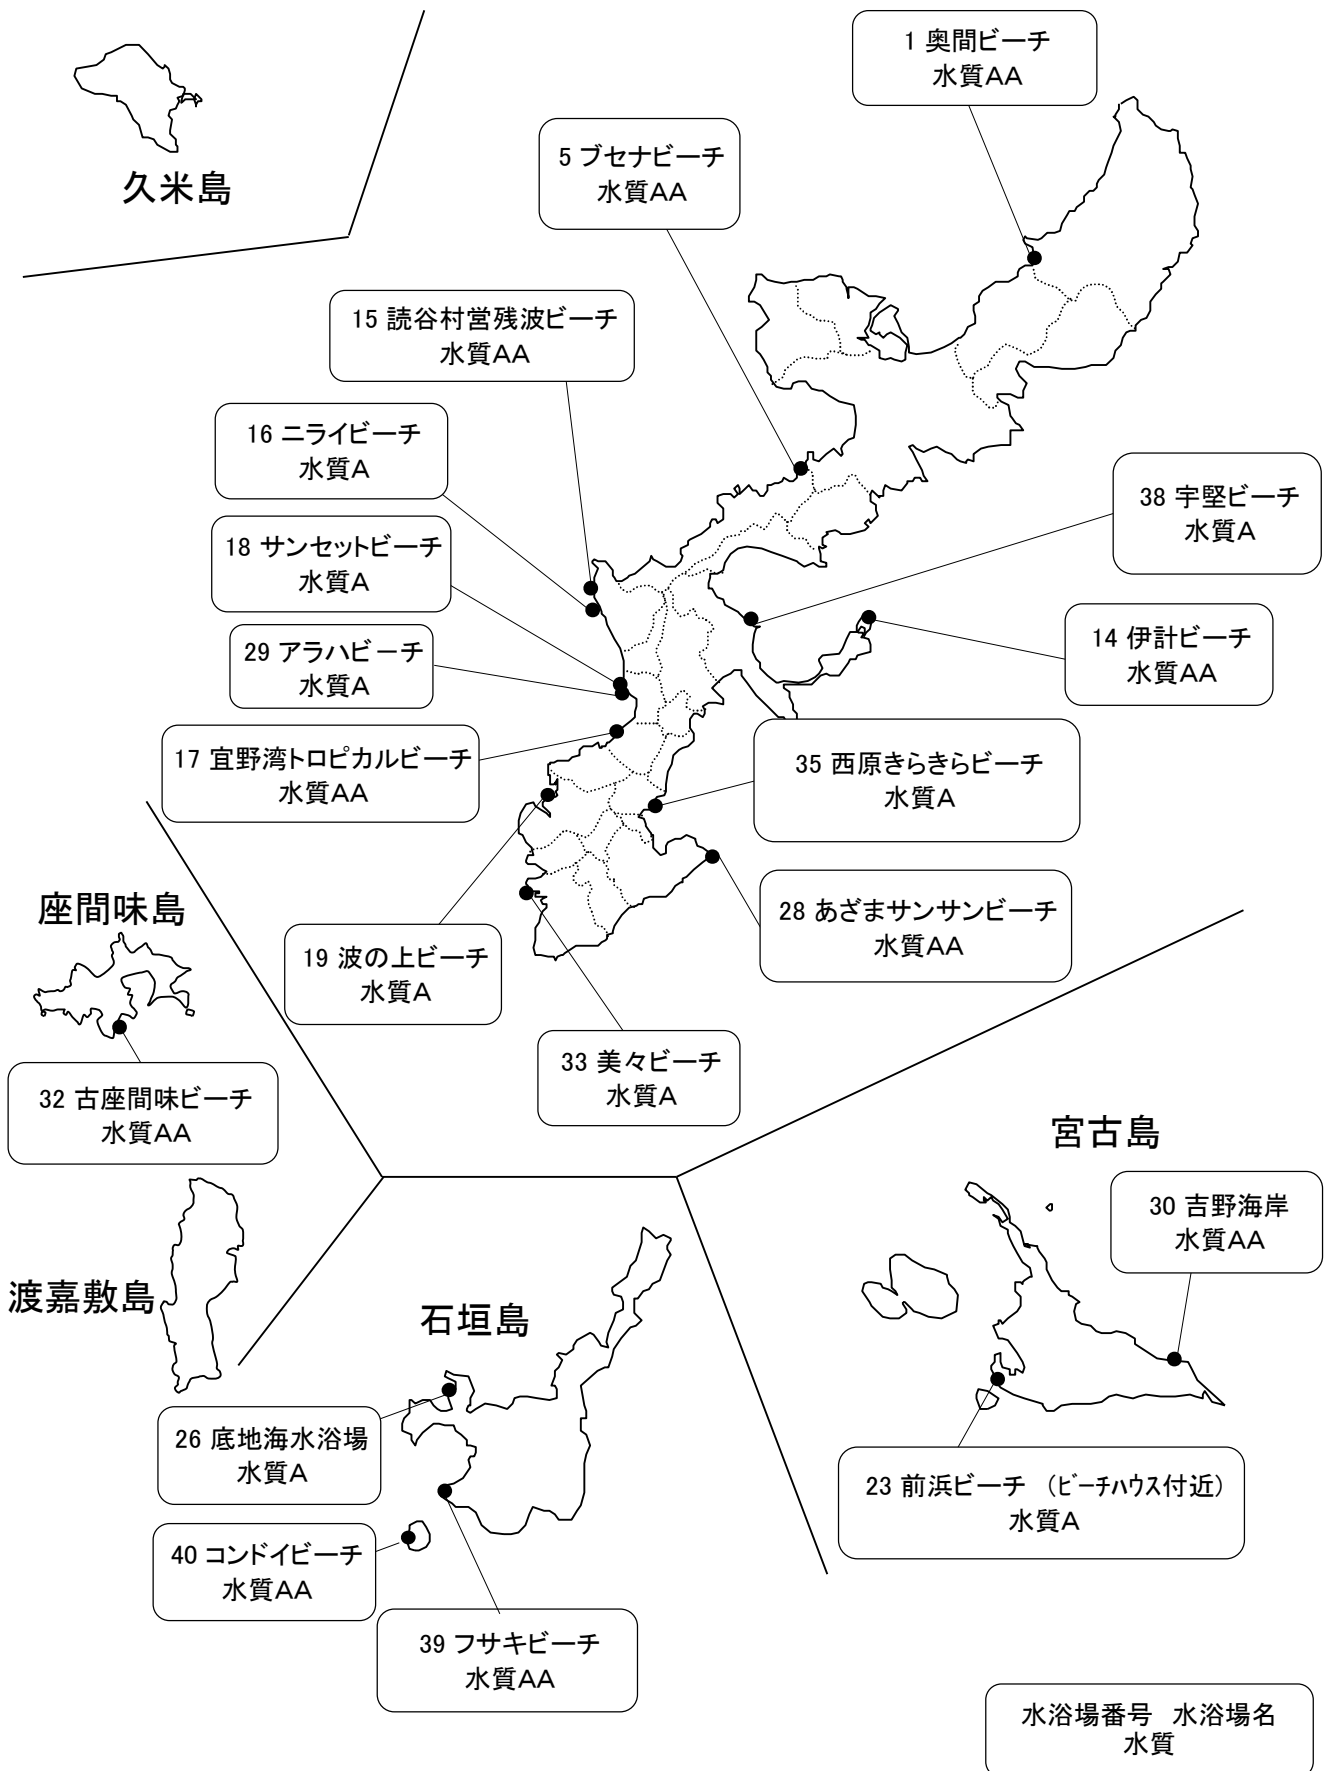 1 奥間ビーチ
水質AA
5 ブセナビーチ
水質AA
久米島
15 読谷村営残波ビーチ
水質AA
16 ニライビーチ
水質A
38 宇堅ビーチ
水質A
18 サンセットビーチ
水質A
14 伊計ビーチ
水質AA
29 アラハビーチ
水質A
17 宜野湾トロピカルビーチ
水質AA
35 西原きらきらビーチ
水質A
座間味島
28 あざまサンサンビーチ
水質AA
19 波の上ビーチ
水質A
33 美々ビーチ
水質A
32 古座間味ビーチ
水質AA
宮古島
30 吉野海岸
水質AA
渡嘉敷島
石垣島
26 底地海水浴場
水質A
23 前浜ビーチ （ビーチハウス付近）
水質A
40 コンドイビーチ
水質AA
39 フサキビーチ
水質AA
水浴場番号 水浴場名
水質